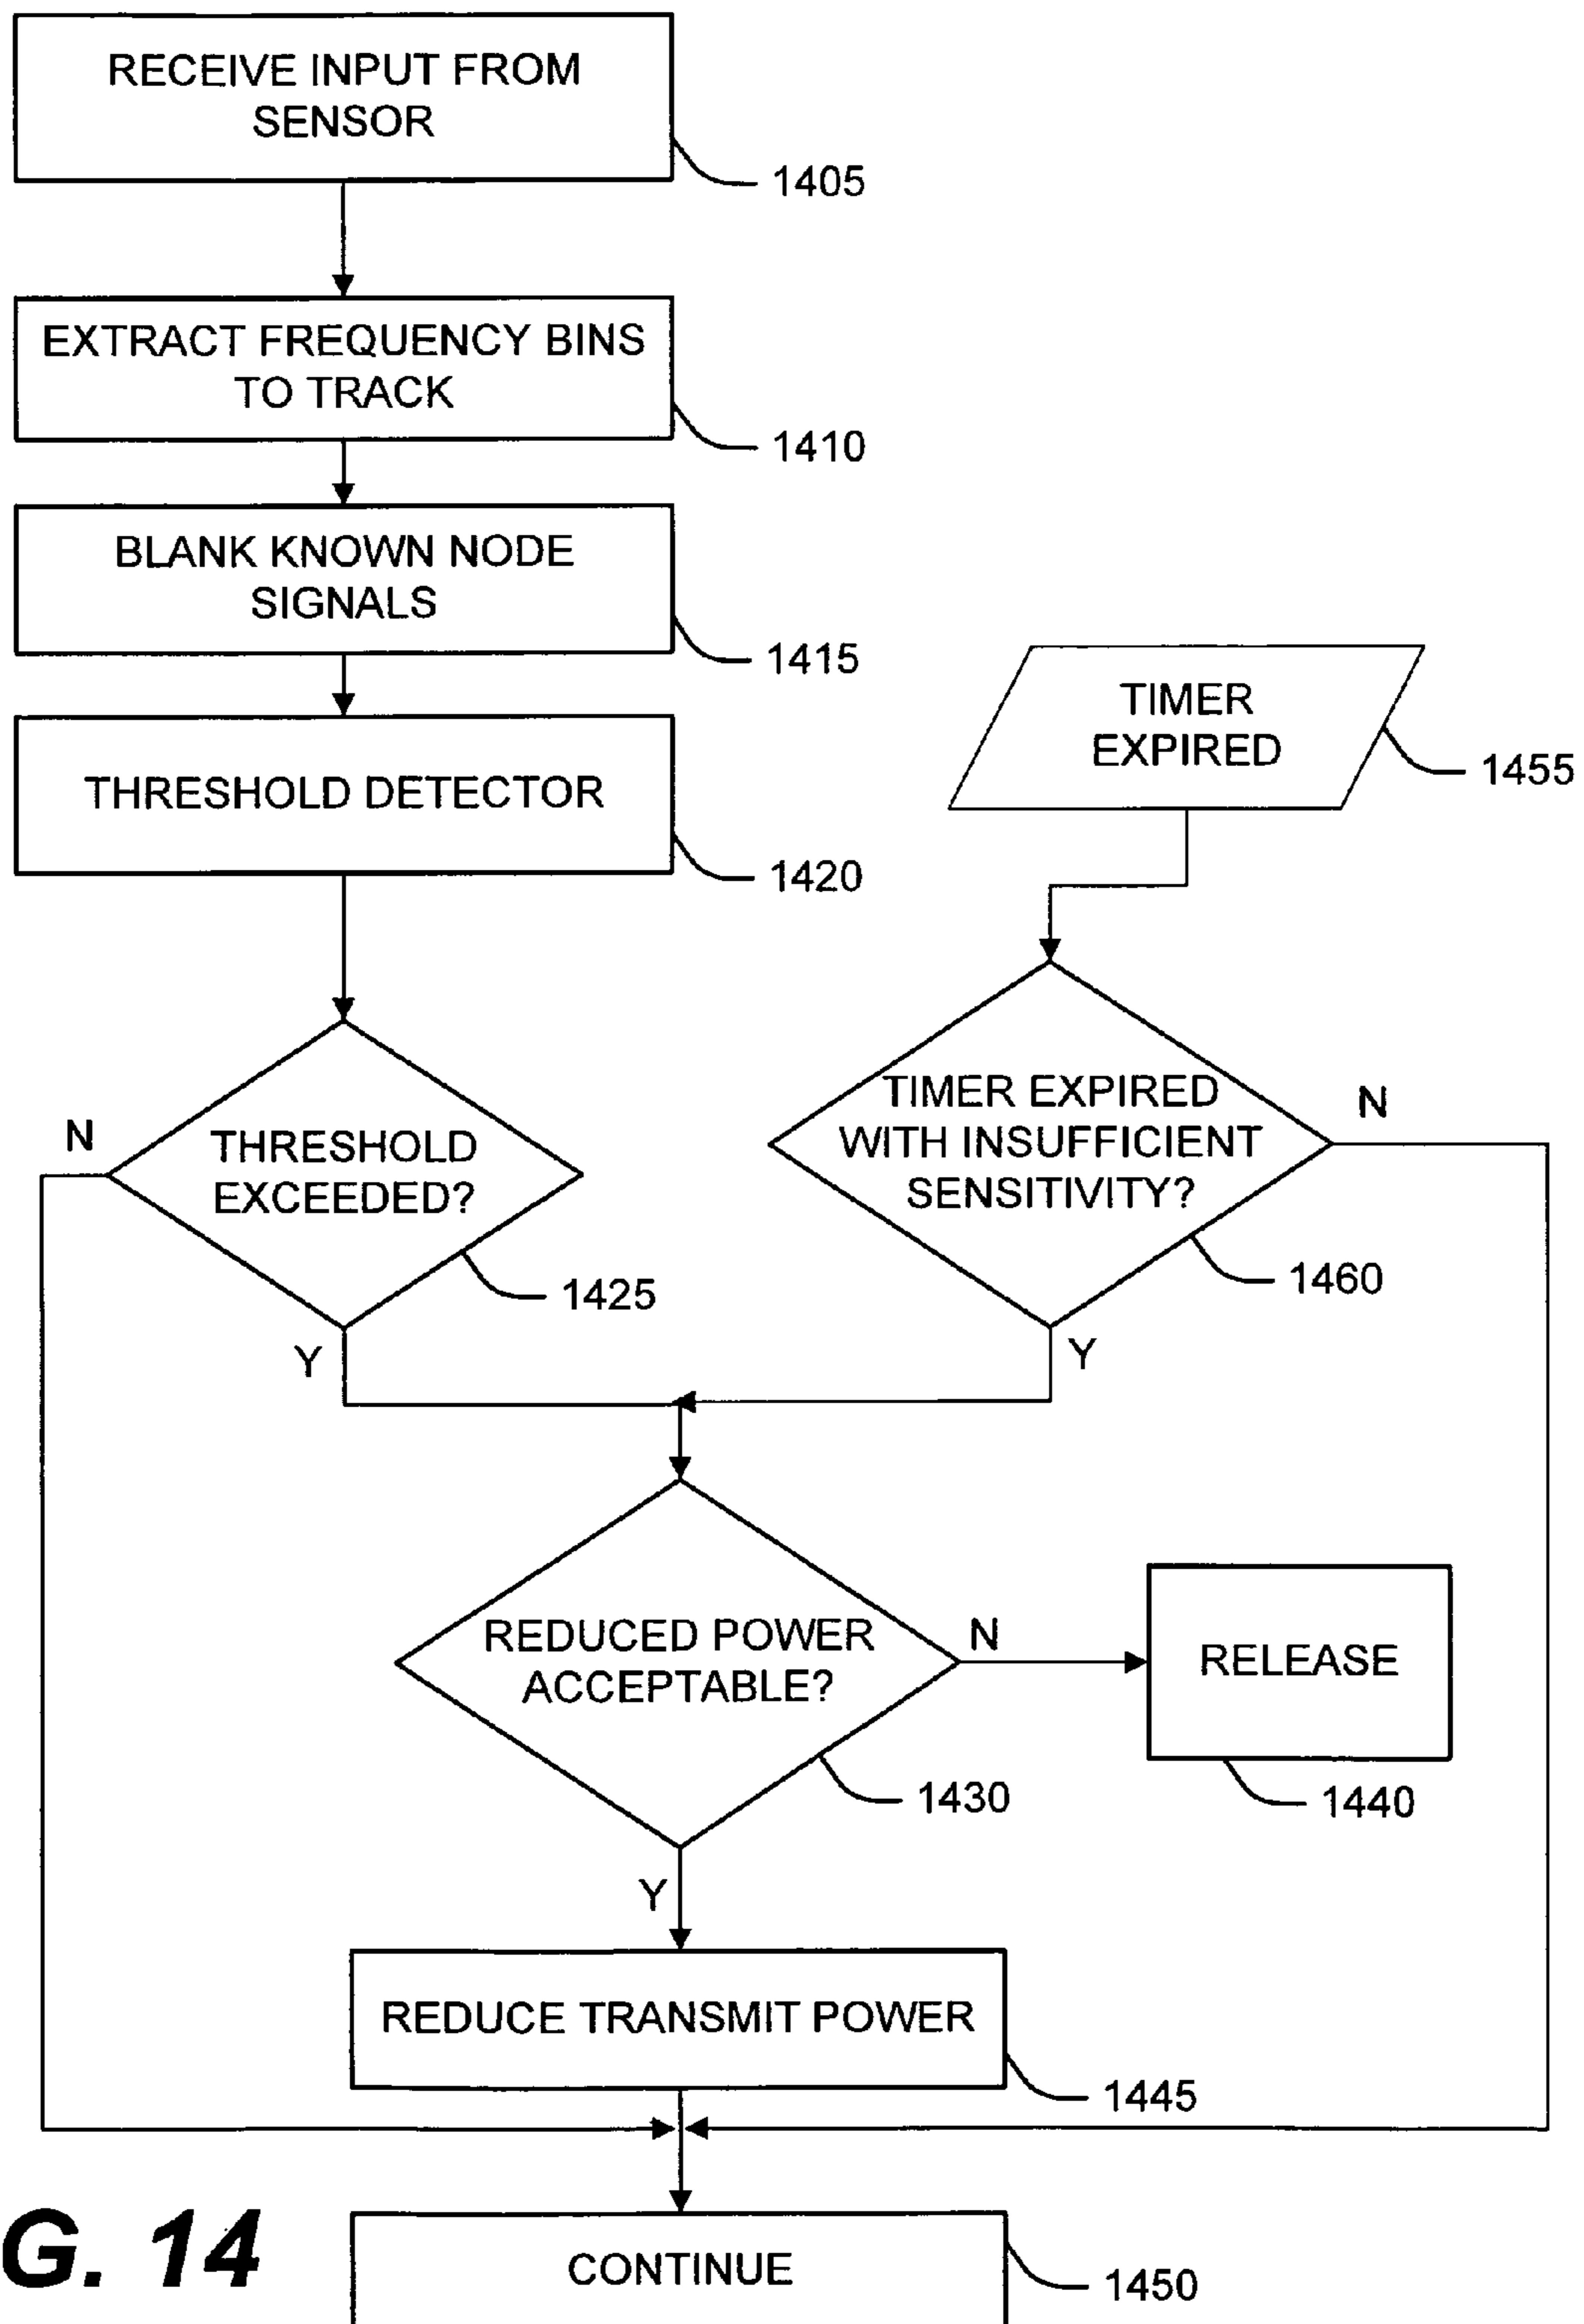 RECEIVE INPUT FROM
SENSOR
1405
EXTRACT FREQUENCY BINS
TO TRACK
1410
BLANK KNOWN NODE
SIGNALS
1415
THRESHOLD DETECTOR
1420
TIMER
EXPIRED
1455
N
THRESHOLD
EXCEEDED?
1425
Y
TIMER EXPIRED
WITH INSUFFICIENT
SENSITIVITY?
N
1460
Y
REDUCED POWER
ACCEPTABLE?
N
1430
RELEASE
1440
Y
REDUCE TRANSMIT POWER
1445
CONTINUE
1450
G. 14